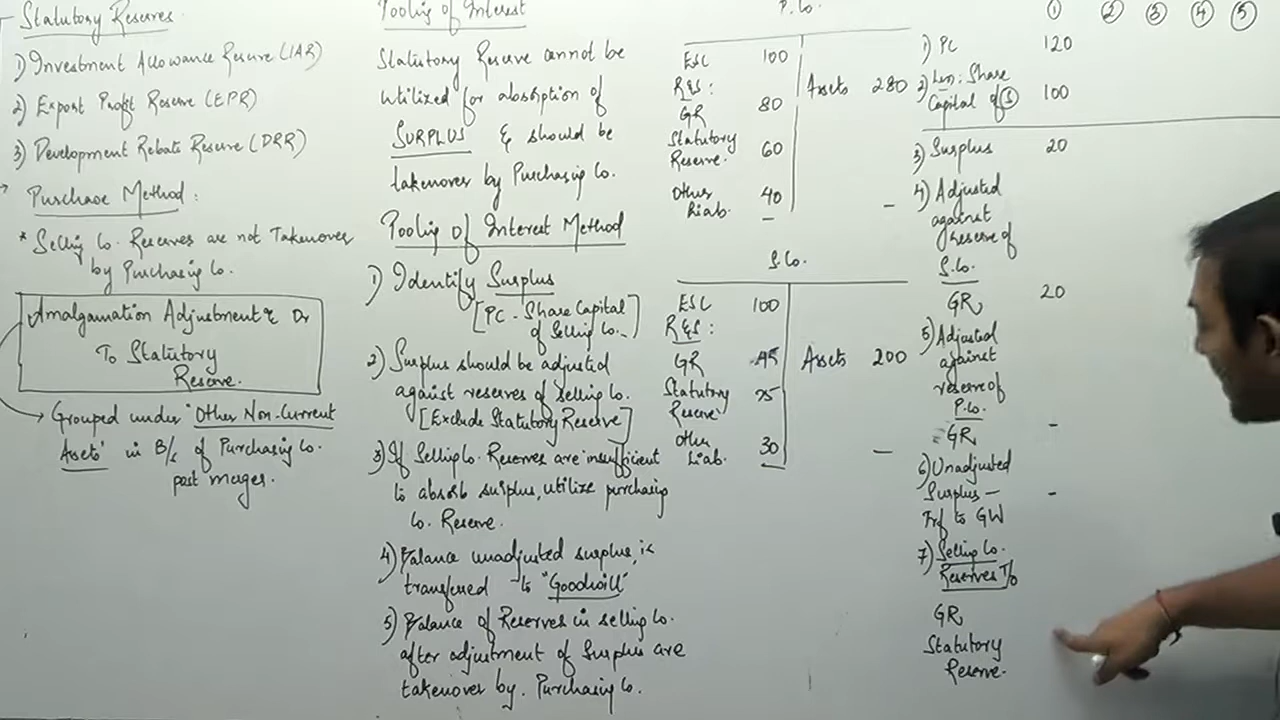 Statutory Reserves
1) Investment Allowance Reserve (IAR)
2) Export Profit Reserve (EPR)
3) Development Rebate Reserve (DRR)
Purchase Method:
* Selling Co. Reserves are not Takenover
by Purchasing Co.
Amalgamation Adjustment Dr
To Statutory
Reserve.
Grouped under "Other Non-Current
Assets" in B/s of Purchasing Co.
post merger.
Pooling of Interest
Statutory Reserve cannot be
utilized for absorption of
SURPLUS & should be
takenover by Purchasing Co.
Pooling Of Interest Method
1) Identify Surplus
[PC - Share Capital
of Selling Co.]
2) Surplus should be adjusted
against reserves of Selling Co.
[Exclude Statutory Reserve]
3) If Selling Co. Reserves are insufficient
to absorb surplus, utilize purchasing
Co. Reserve.
4) Balance unadjusted surplus, is
transferred to "Goodwill"
5) Balance of Reserves in selling Co.
after adjustment of Surplus are
takenover by. Purchasing Co.
P. Co.
ESC 100
R&S:
Assets 280
GR 80
Statutory
Reserve. 60
Other
Liab. 40
S. Co.
ESC 100
R&S:
GR 45 Assets 200
Statutory 25
Reserve
Other
Liab. 30
① ② ③ ④ ⑤
1) PC 120
2) Less: Share
Capital of S 100
3) Surplus 20
4) Adjusted
against
reserve of
S. Co.
GR 20
5) Adjusted
against
reserve of
P. Co.
GR -
6) Unadjusted
Surplus - -
Trf to GW
7) Selling Co.
Reserves T/o
GR
Statutory
Reserve.